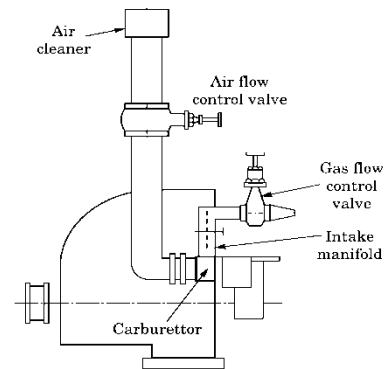 Air
cleaner
Air flow
control valve
Gas flow
control
valve
Intake
manifold
Carburettor